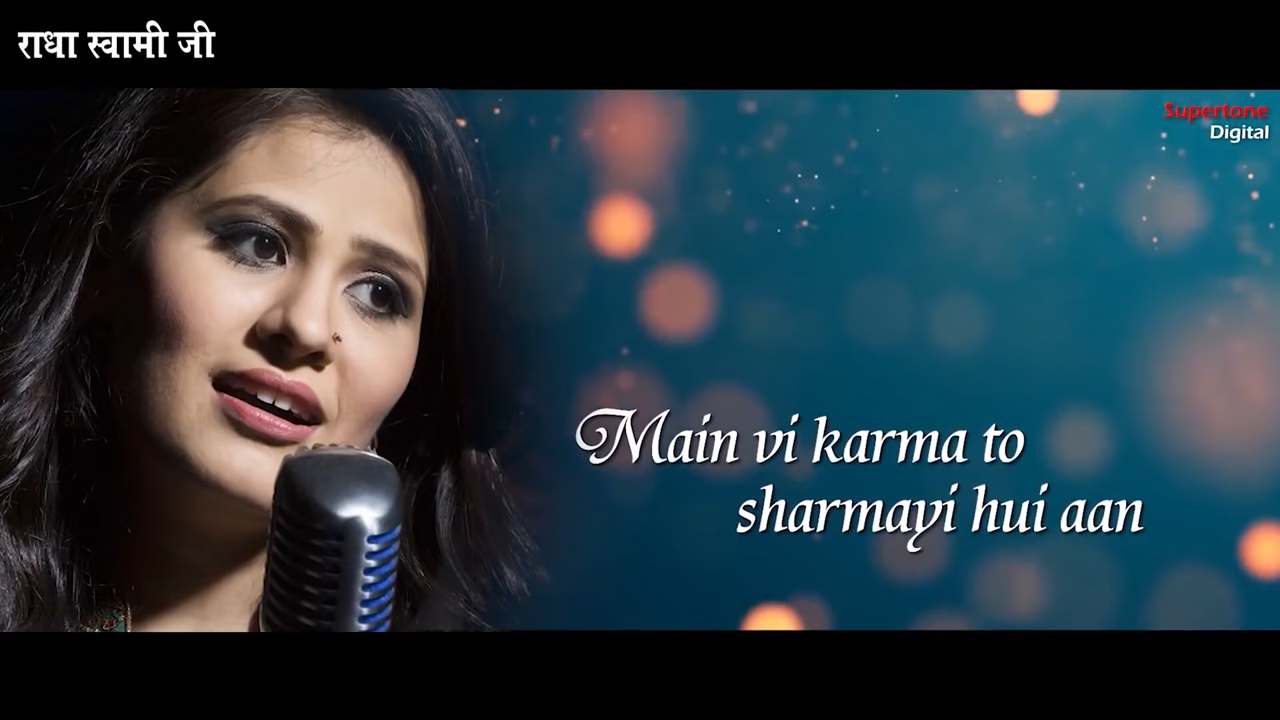 राधा स्वामी जी
Supertone
Digital
Main vi karma to
sharmayi hui aan